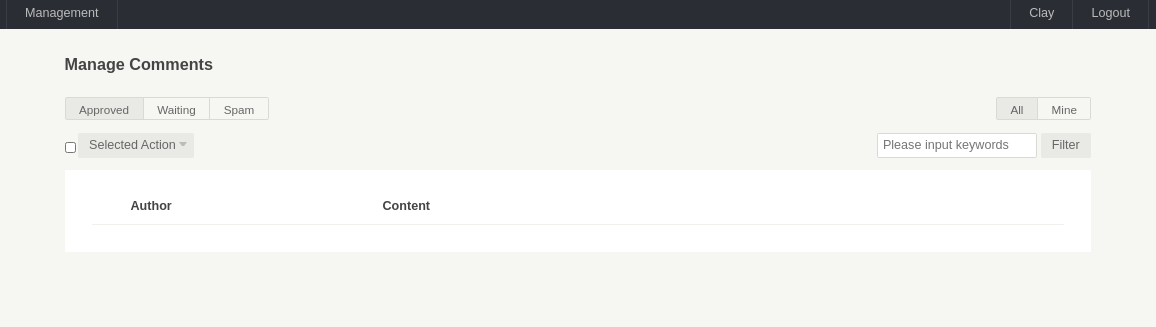 Management Clay Logout
Manage Comments
Approved Waiting Spam All Mine
Selected Action Please input keywords Filter
Author Content